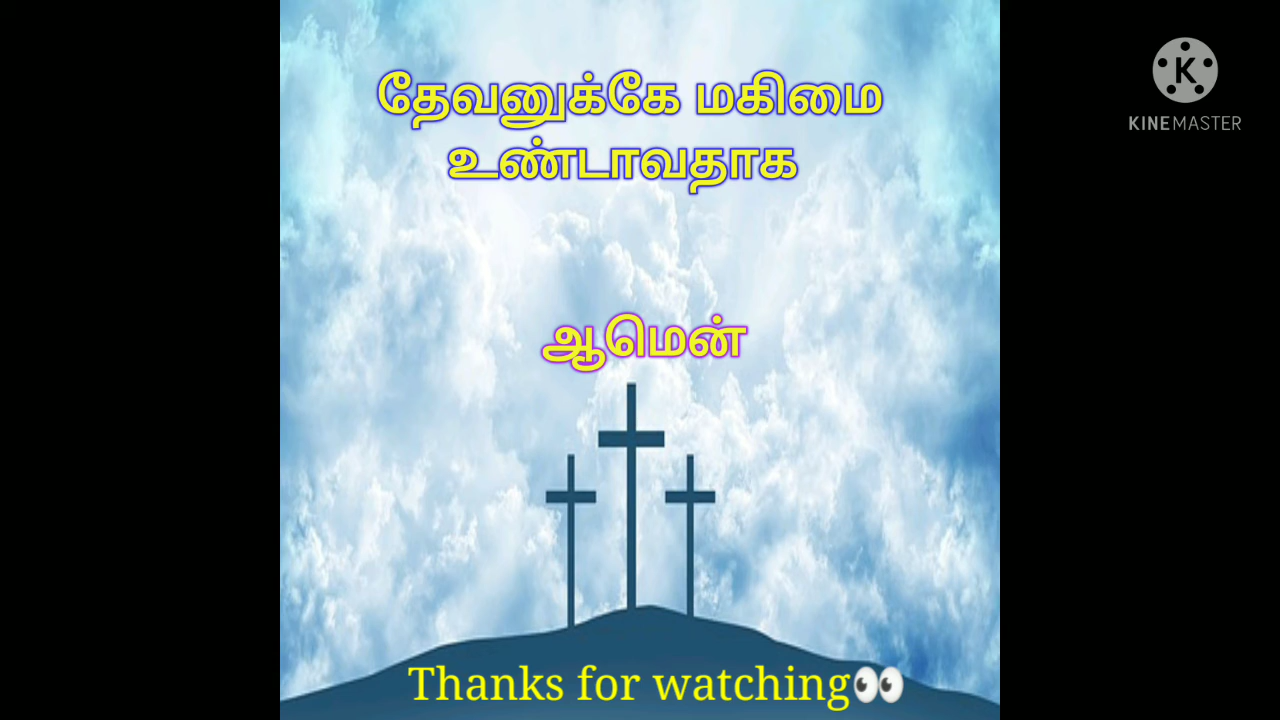 தேவனுக்கே மகிமை
உண்டாவதாக
ஆமென்
Thanks for watching👀
K
KINEMASTER